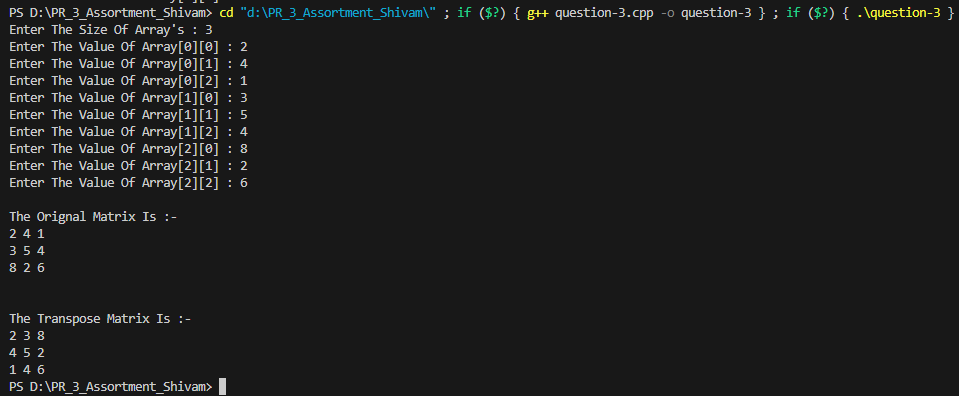 PS D:\PR_3_Assortment_Shivam> cd "d:\PR_3_Assortment_Shivam\" ; if ($?) { g++ question-3.cpp -o question-3 } ; if ($?) { .\question-3 }
Enter The Size Of Array's : 3
Enter The Value Of Array[0][0] : 2
Enter The Value Of Array[0][1] : 4
Enter The Value Of Array[0][2] : 1
Enter The Value Of Array[1][0] : 3
Enter The Value Of Array[1][1] : 5
Enter The Value Of Array[1][2] : 4
Enter The Value Of Array[2][0] : 8
Enter The Value Of Array[2][1] : 2
Enter The Value Of Array[2][2] : 6
The Orignal Matrix Is :-
2 4 1
3 5 4
8 2 6
The Transpose Matrix Is :-
2 3 8
4 5 2
1 4 6
PS D:\PR_3_Assortment_Shivam>